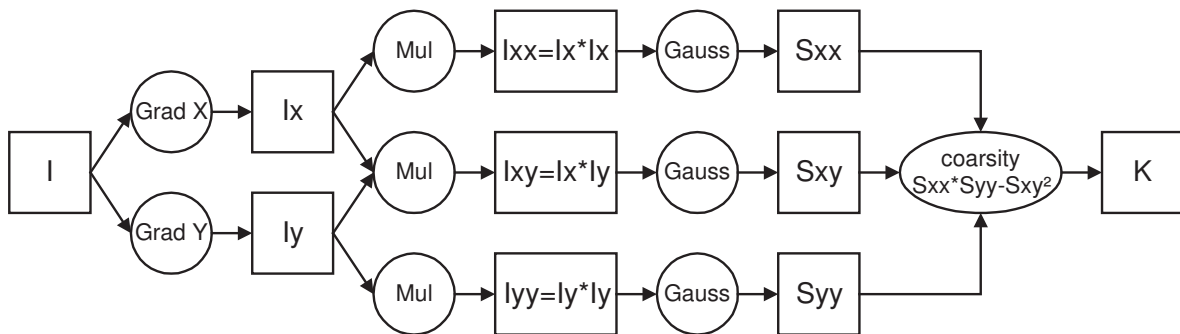 Mul
Ixx=Ix*Ix
Gauss
Sxx
Grad X
Ix
I
Mul
Ixy=Ix*Iy
Gauss
Sxy
coarsity
Sxx*Syy-Sxy²
K
Grad Y
Iy
Mul
Iyy=Iy*Iy
Gauss
Syy